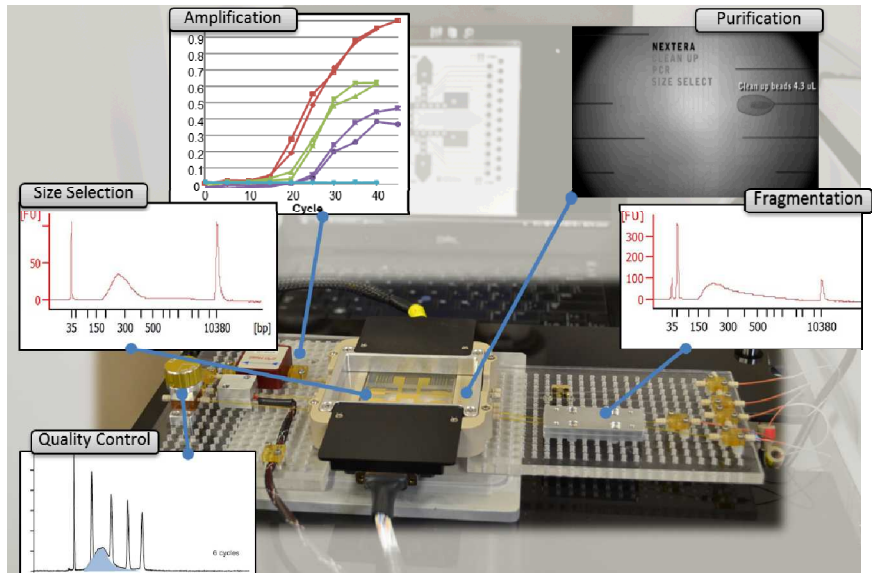 Amplification
0.9
0.8
0.7
0.6
0.5
0.4
0.3
0.2
0.1
0
0 10 20 30 40
Cycle
Purification
NEXTERA
CLEAN UP
PCR
SIZE SELECT
Clean up beads 4.3 uL
Size Selection
[FU]
50
0
35 150 300 500 10380 [bp]
Fragmentation
[FU]
300
200
100
0
35 150 300 500 10380
Quality Control
6 cycles